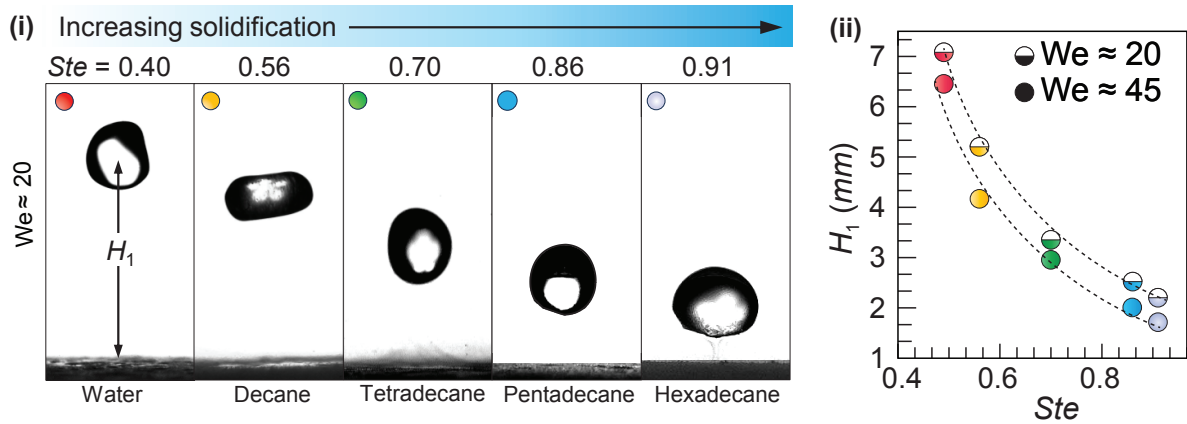 (i)
Increasing solidification
Ste = 0.40 0.56 0.70 0.86 0.91
We ≈ 20
H1
Water Decane Tetradecane Pentadecane Hexadecane
(ii)
We ≈ 20
We ≈ 45
H1 (mm)
7
6
5
4
3
2
1
0.4 0.6 0.8
Ste